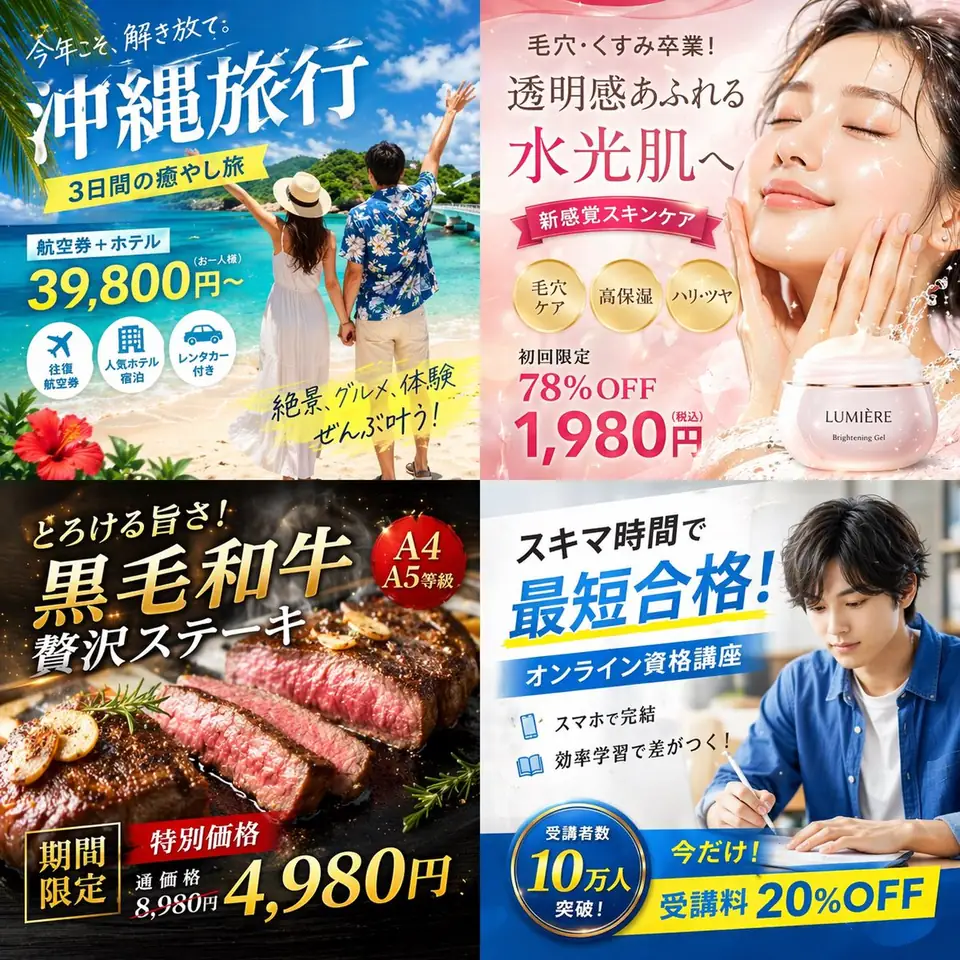 今年こそ、解き放て。
沖縄旅行
3日間の癒やし旅
航空券+ホテル
(お一人様)
39,800円〜
往復
航空券
人気ホテル
宿泊
レンタカー
付き
絶景、グルメ、体験
ぜんぶ叶う!
毛穴・くすみ卒業!
透明感あふれる
水光肌へ
新感覚スキンケア
毛穴
ケア
高保湿
ハリ・ツヤ
初回限定
78%OFF
1,980円
(税込)
LUMIÈRE
Brightening Gel
とろける旨さ!
黒毛和牛
贅沢ステーキ
A4
A5等級
期間
限定
特別価格
通価格
8,980円
4,980円
スキマ時間で
最短合格!
オンライン資格講座
スマホで完結
効率学習で差がつく!
受講者数
10万人
突破!
今だけ!
受講料 20%OFF